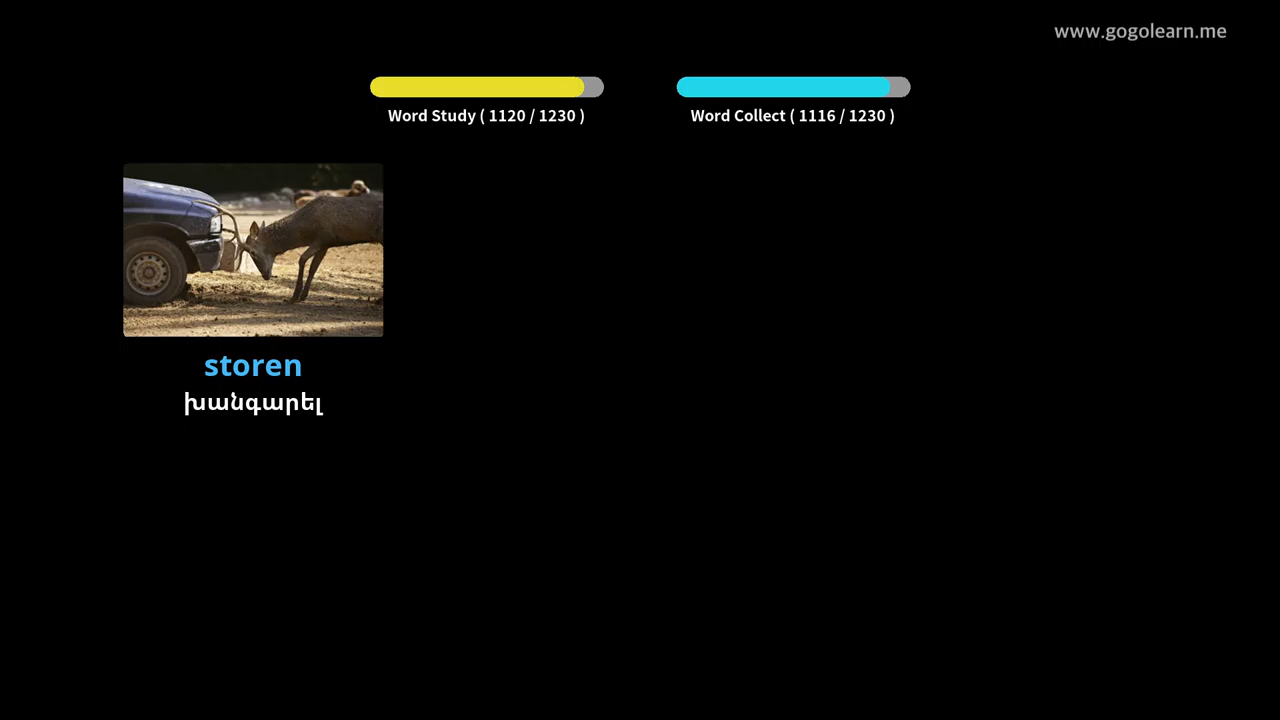 www.gogolearn.me
Word Study ( 1120 / 1230 )
Word Collect ( 1116 / 1230 )
storen
խանգարել